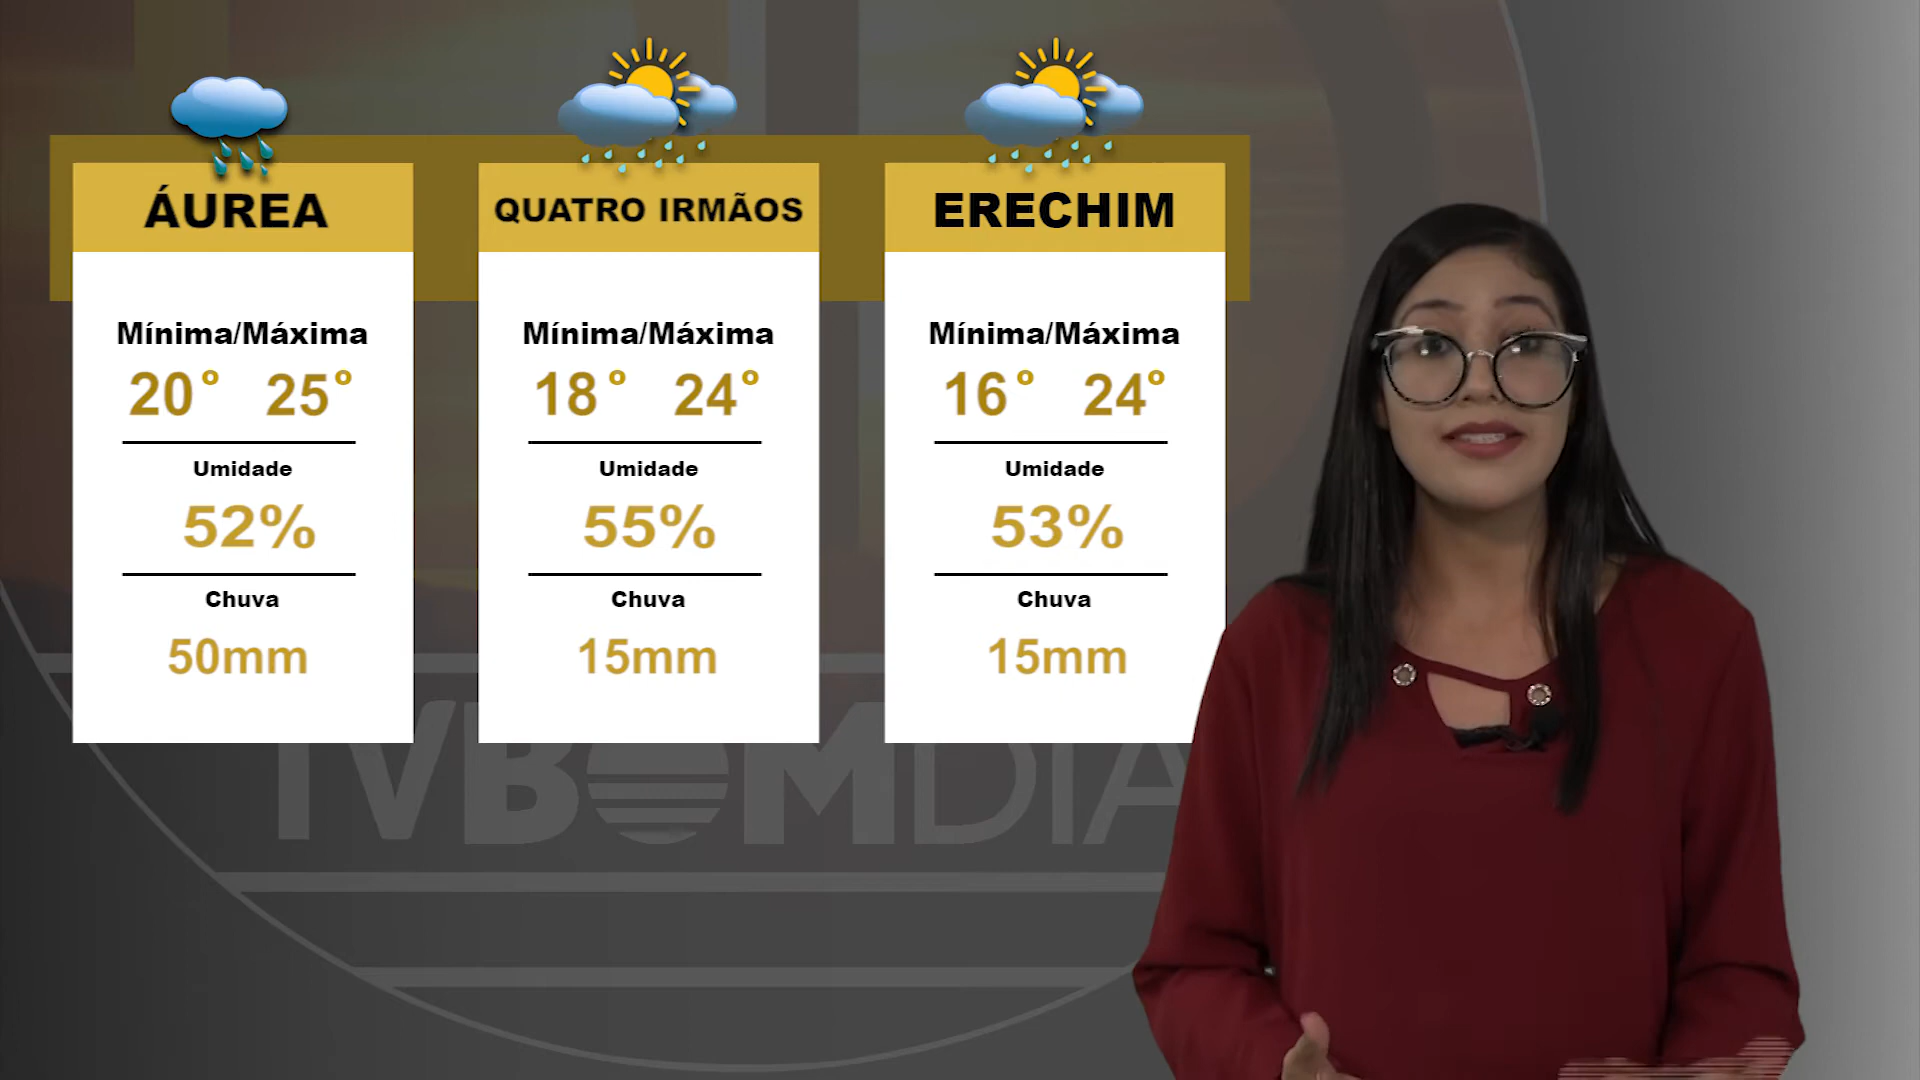 ÁUREA
Mínima/Máxima
20° 25°
Umidade
52%
Chuva
50mm
QUATRO IRMÃOS
Mínima/Máxima
18° 24°
Umidade
55%
Chuva
15mm
ERECHIM
Mínima/Máxima
16° 24°
Umidade
53%
Chuva
15mm
TVBOMDIA